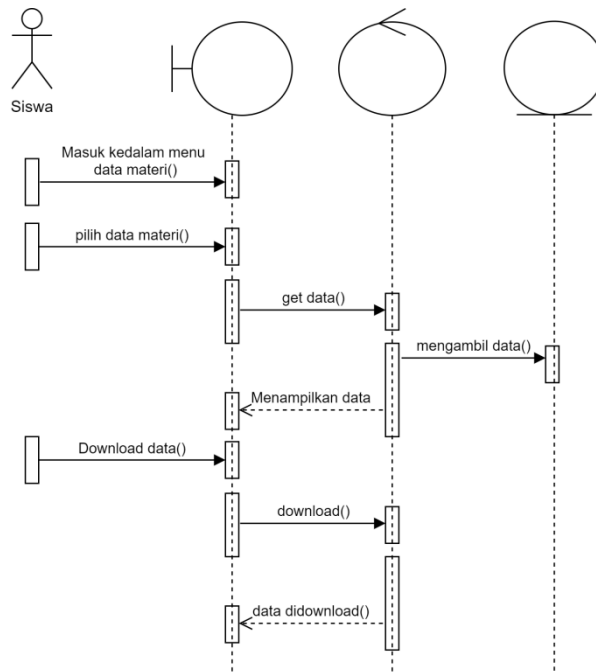 Siswa
Masuk kedalam menu
data materi()
pilih data materi()
get data()
mengambil data()
Menampilkan data
Download data()
download()
data didownload()